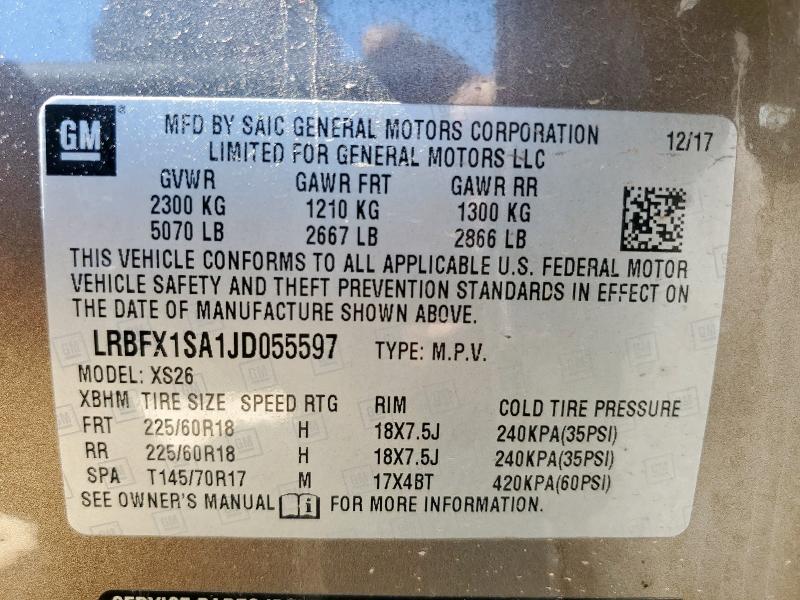 GM
MFD BY SAIC GENERAL MOTORS CORPORATION
LIMITED FOR GENERAL MOTORS LLC
12/17
GVWR GAWR FRT GAWR RR
2300 KG 1210 KG 1300 KG
5070 LB 2667 LB 2866 LB
THIS VEHICLE CONFORMS TO ALL APPLICABLE U.S. FEDERAL MOTOR
VEHICLE SAFETY AND THEFT PREVENTION STANDARDS IN EFFECT ON
THE DATE OF MANUFACTURE SHOWN ABOVE.
LRBFX1SA1JD055597 TYPE: M.P.V.
MODEL: XS26
XBHM TIRE SIZE SPEED RTG RIM COLD TIRE PRESSURE
FRT 225/60R18 H 18X7.5J 240KPA(35PSI)
RR 225/60R18 H 18X7.5J 240KPA(35PSI)
SPA T145/70R17 M 17X4BT 420KPA(60PSI)
SEE OWNER'S MANUAL FOR MORE INFORMATION.
SERVICE PARTS